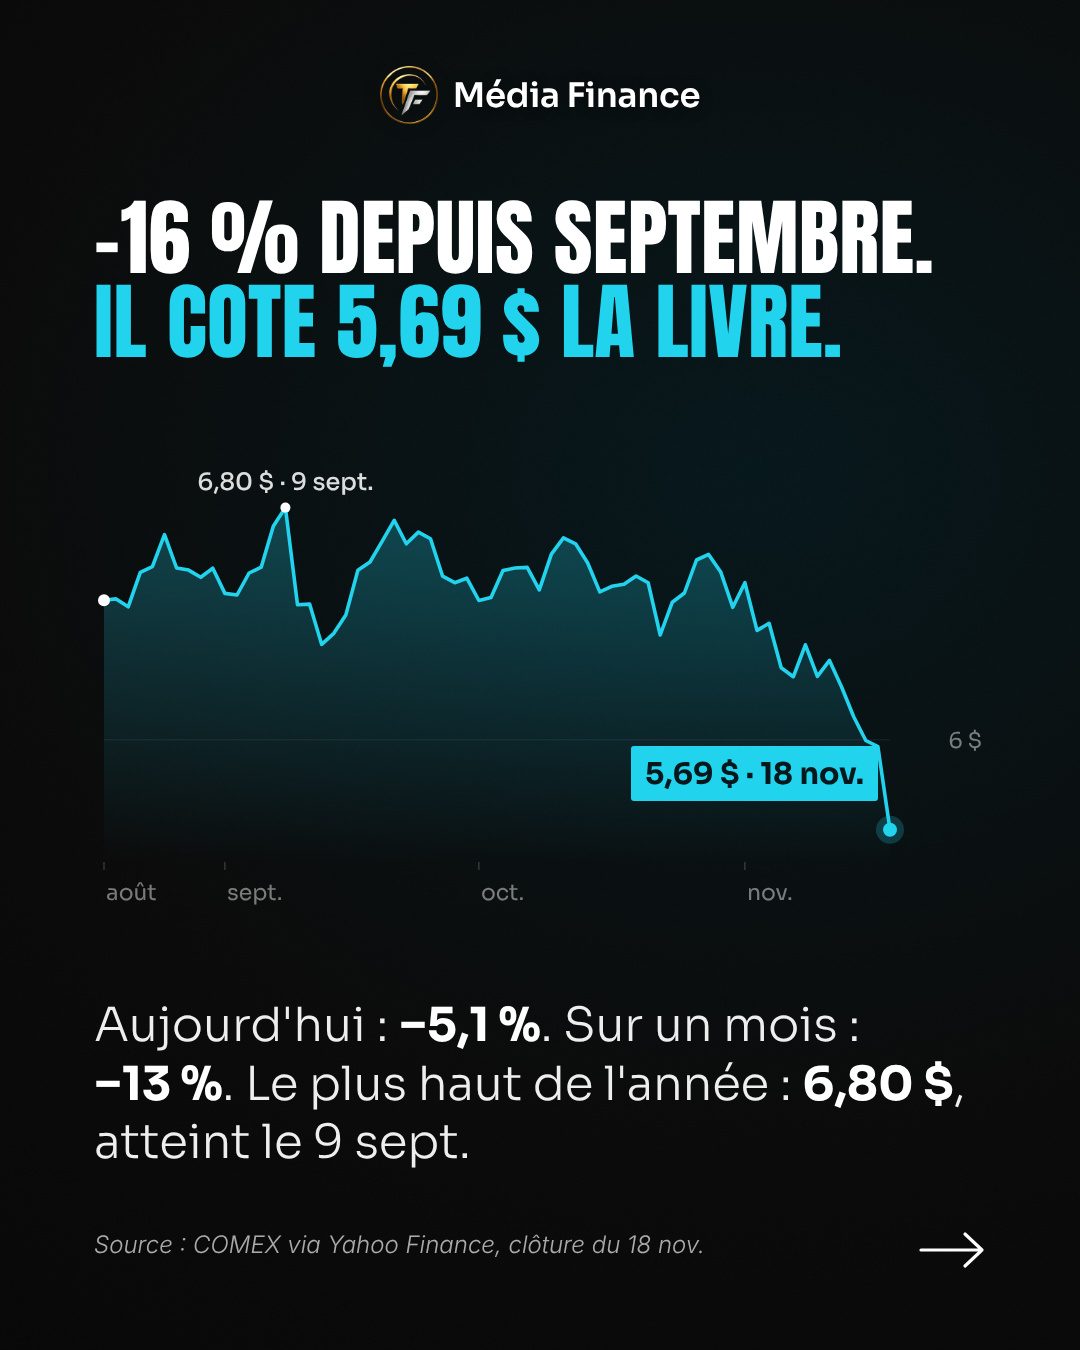 TF Média Finance
-16 % DEPUIS SEPTEMBRE.
IL COTE 5,69 $ LA LIVRE.
6,80 $ · 9 sept.
6 $
5,69 $ · 18 nov.
août sept. oct. nov.
Aujourd'hui : −5,1 %. Sur un mois :
−13 %. Le plus haut de l'année : 6,80 $,
atteint le 9 sept.
Source : COMEX via Yahoo Finance, clôture du 18 nov.